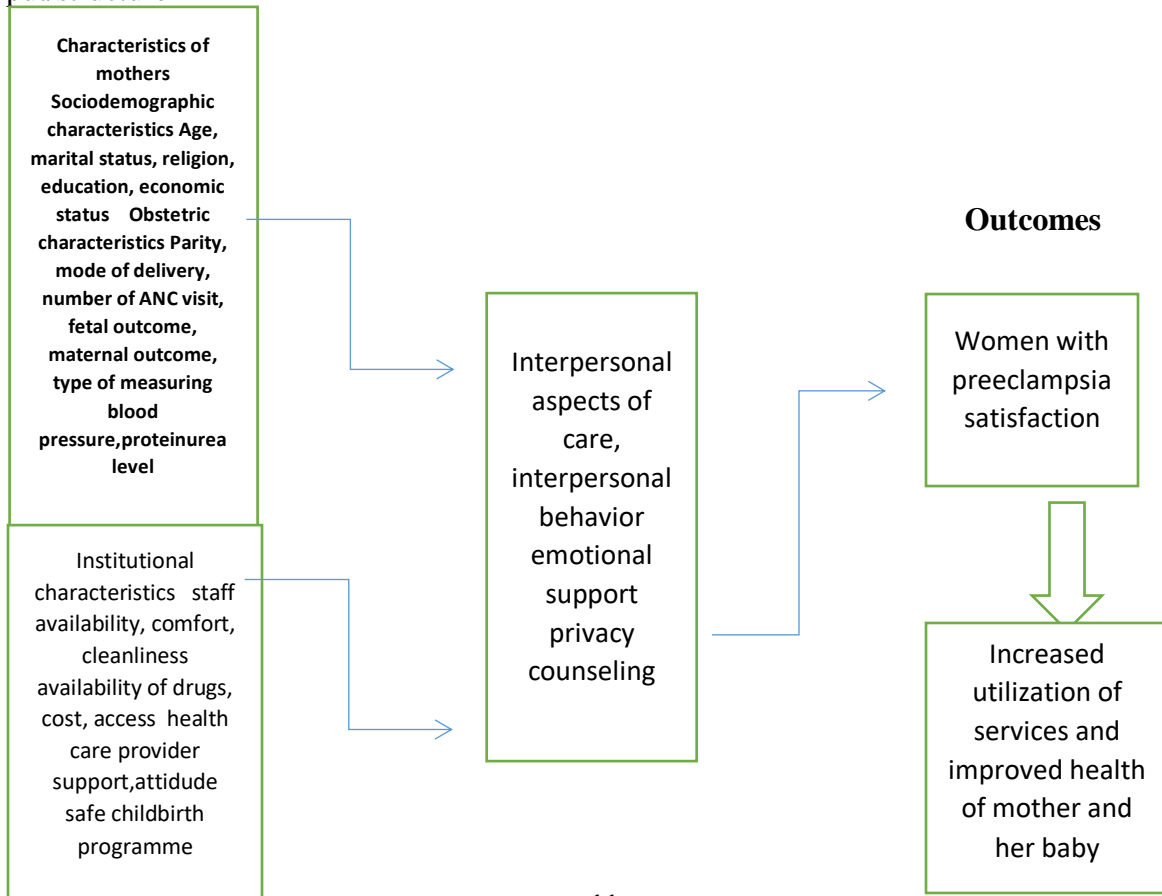 Characteristics of
mothers
Sociodemographic
characteristics Age,
marital status, religion,
education, economic
status Obstetric
characteristics Parity,
mode of delivery,
number of ANC visit,
fetal outcome,
maternal outcome,
type of measuring
blood
pressure,proteinurea
level
Institutional
characteristics staff
availability, comfort,
cleanliness
availability of drugs,
cost, access health
care provider
support,attidude
safe childbirth
programme
Interpersonal
aspects of
care,
interpersonal
behavior
emotional
support
privacy
counseling
Outcomes
Women with
preeclampsia
satisfaction
Increased
utilization of
services and
improved health
of mother and
her baby